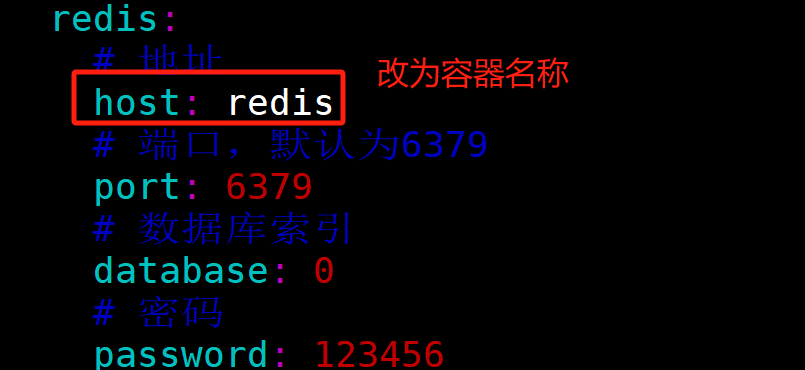 redis:
# 地址
host: redis
改为容器名称
# 端口，默认为6379
port: 6379
# 数据库索引
database: 0
# 密码
password: 123456